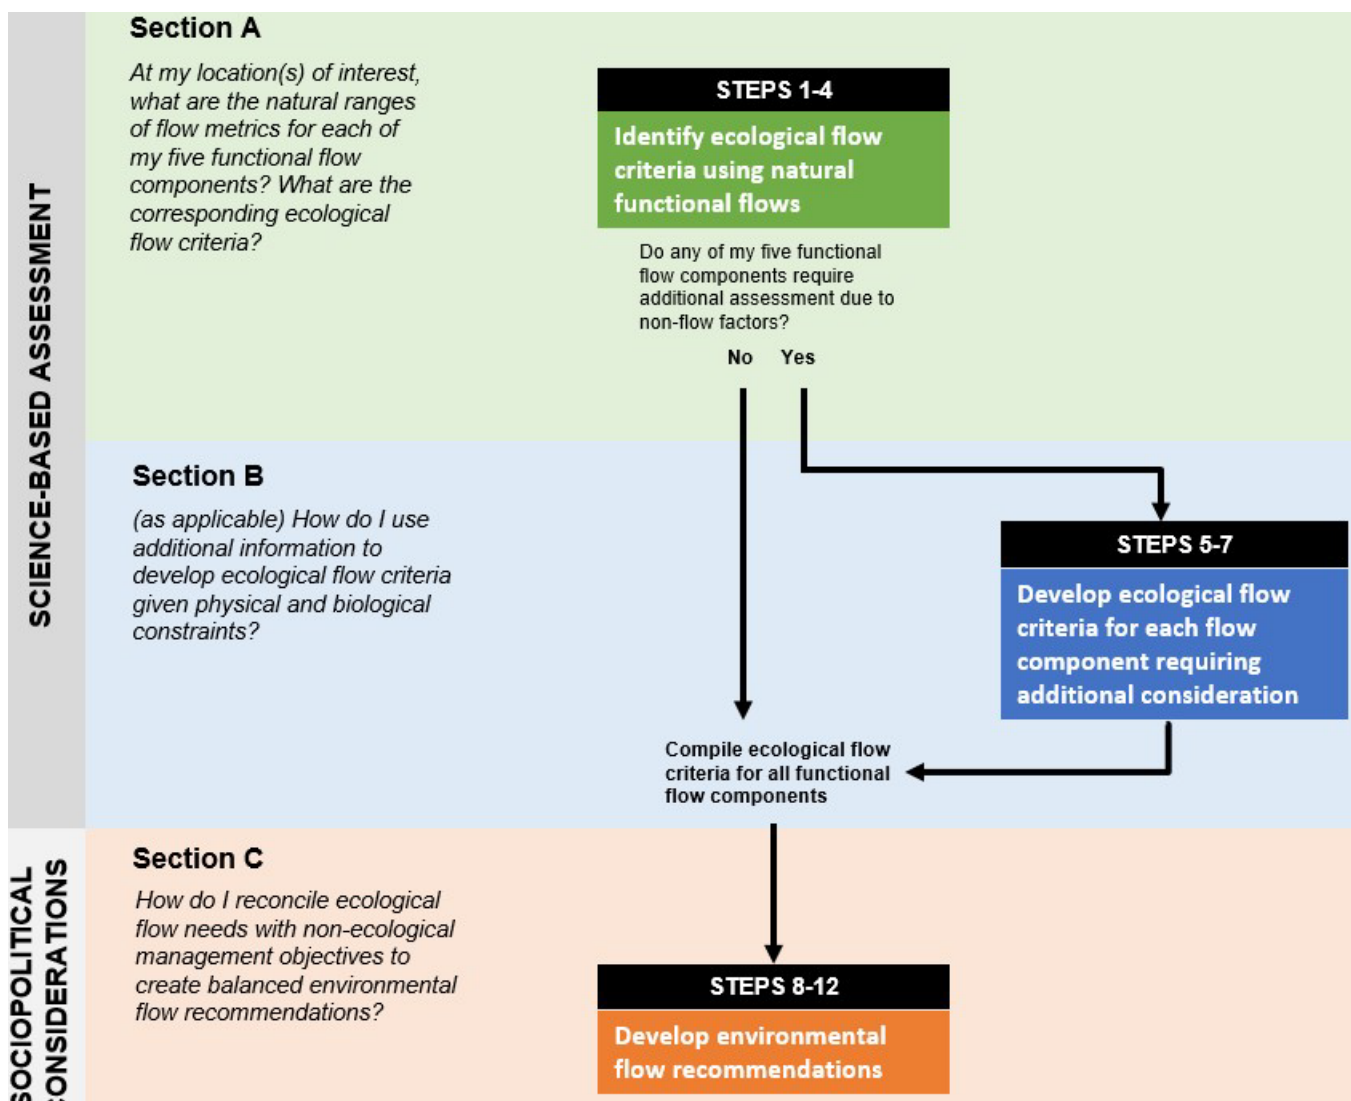 SCIENCE-BASED ASSESSMENT
Section A
At my location(s) of interest,
what are the natural ranges
of flow metrics for each of
my five functional flow
components? What are the
corresponding ecological
flow criteria?
STEPS 1-4
Identify ecological flow
criteria using natural
functional flows
Do any of my five functional
flow components require
additional assessment due to
non-flow factors?
No Yes
Section B
(as applicable) How do I use
additional information to
develop ecological flow criteria
given physical and biological
constraints?
STEPS 5-7
Develop ecological flow
criteria for each flow
component requiring
additional consideration
Compile ecological flow
criteria for all functional
flow components
SOCIOPOLITICAL
CONSIDERATIONS
Section C
How do I reconcile ecological
flow needs with non-ecological
management objectives to
create balanced environmental
flow recommendations?
STEPS 8-12
Develop environmental
flow recommendations